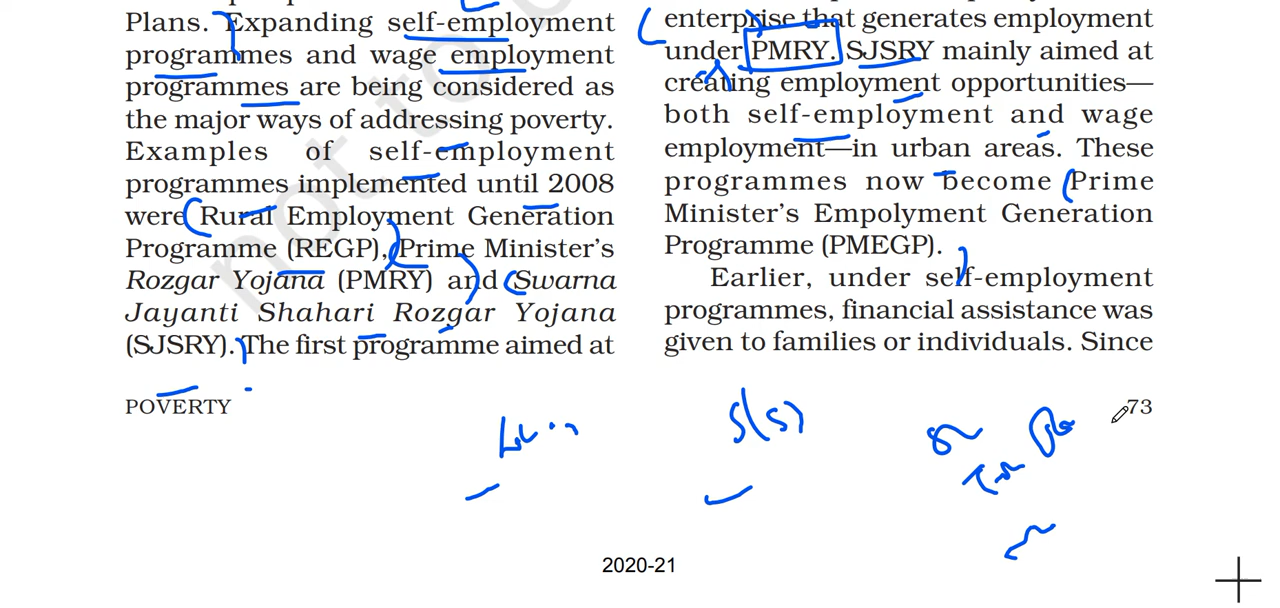 Plans. Expanding self-employment
programmes and wage employment
programmes are being considered as
the major ways of addressing poverty.
Examples of self-employment
programmes implemented until 2008
were Rural Employment Generation
Programme (REGP), Prime Minister's
Rozgar Yojana (PMRY) and Swarna
Jayanti Shahari Rozgar Yojana
(SJSRY). The first programme aimed at
POVERTY
enterprise that generates employment
under PMRY. SJSRY mainly aimed at
creating employment opportunities—
both self-employment and wage
employment—in urban areas. These
programmes now become Prime
Minister's Empolyment Generation
Programme (PMEGP).
Earlier, under self-employment
programmes, financial assistance was
given to families or individuals. Since
73
not to be
2020-21